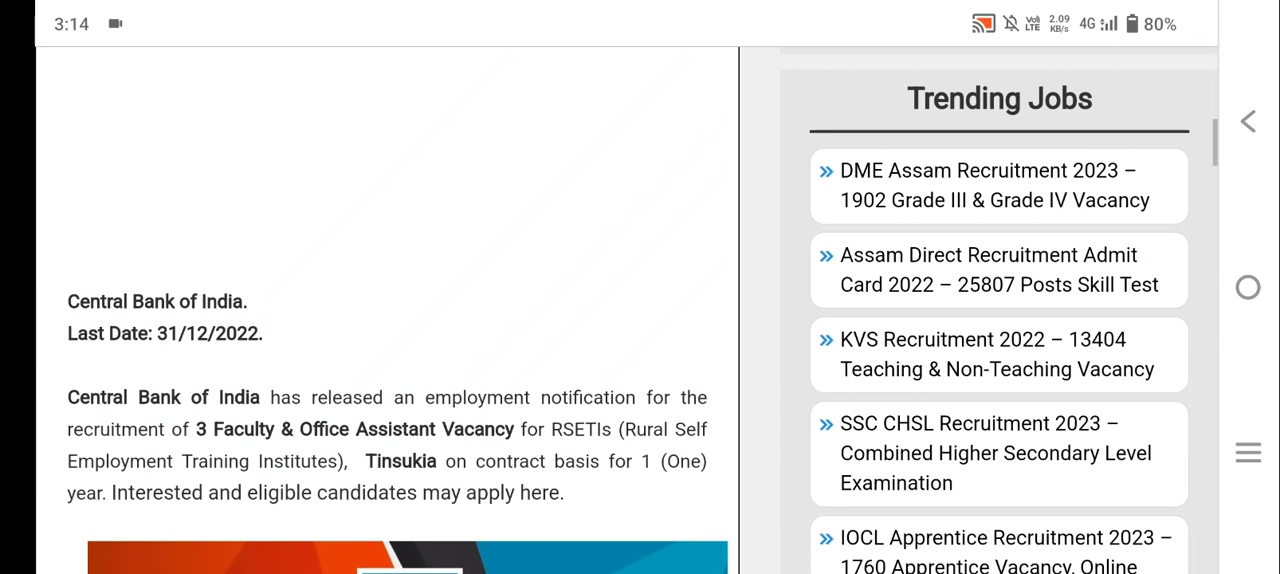 3:14
Vo)
LTE
2.09
KB/s
4G
80%
Central Bank of India.
Last Date: 31/12/2022.
Central Bank of India has released an employment notification for the
recruitment of 3 Faculty & Office Assistant Vacancy for RSETIs (Rural Self
Employment Training Institutes), Tinsukia on contract basis for 1 (One)
year. Interested and eligible candidates may apply here.
Trending Jobs
» DME Assam Recruitment 2023 –
1902 Grade III & Grade IV Vacancy
» Assam Direct Recruitment Admit
Card 2022 – 25807 Posts Skill Test
» KVS Recruitment 2022 – 13404
Teaching & Non-Teaching Vacancy
» SSC CHSL Recruitment 2023 –
Combined Higher Secondary Level
Examination
» IOCL Apprentice Recruitment 2023 –
1760 Apprentice Vacancy, Online